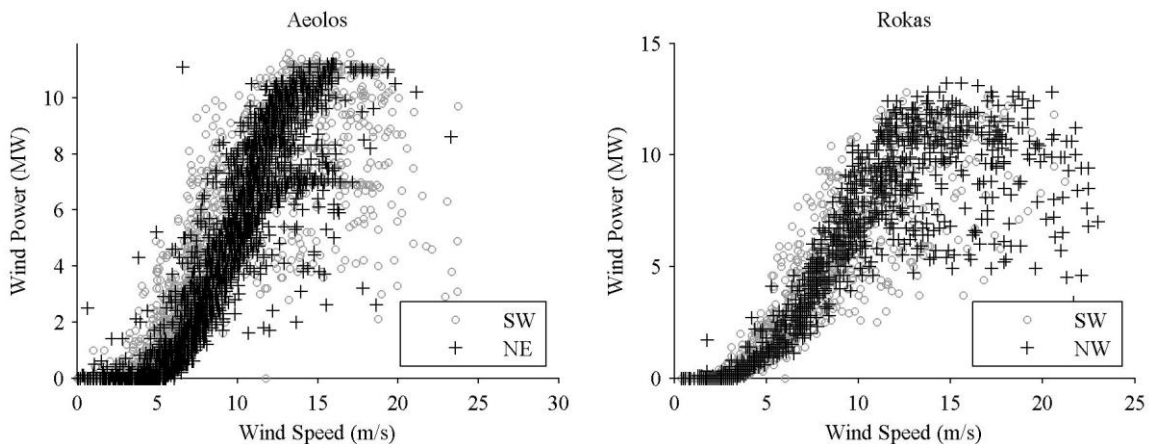 Aeolos
Wind Power (MW)
10
8
6
4
2
0
0 5 10 15 20 25 30
Wind Speed (m/s)
SW
NE
Rokas
Wind Power (MW)
15
10
5
0
0 5 10 15 20 25
Wind Speed (m/s)
SW
NW